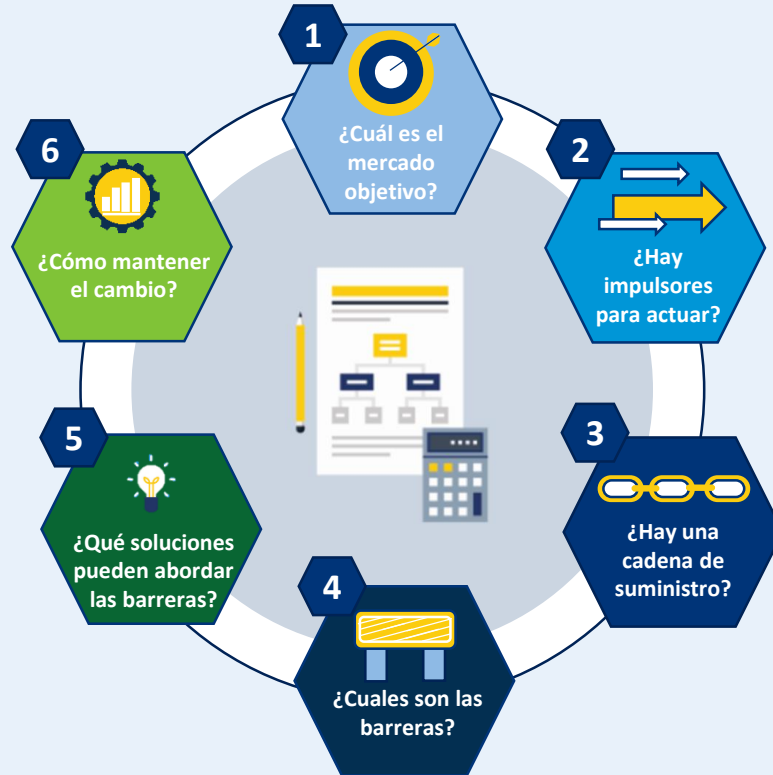 1
¿Cuál es el
mercado
objetivo?
2
¿Hay
impulsores
para actuar?
3
¿Hay una
cadena de
suministro?
4
¿Cuales son las
barreras?
5
¿Qué soluciones
pueden abordar
las barreras?
6
¿Cómo mantener
el cambio?